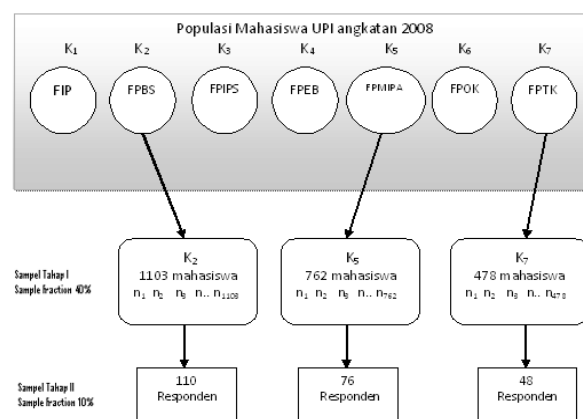 Populasi Mahasiswa UPI angkatan 2008
K1 K2 K3 K4 K5 K6 K7
FIP FPBS FPIPS FPEB FPMIPA FPOK FPTK
K2 K5 K7
Sampel Tahap I 1103 mahasiswa 762 mahasiswa 478 mahasiswa
Sample fraction 40% n1 n2 n3 n.. n1103 n1 n2 n3 n.. n762 n1 n2 n3 n.. n478
Sampel Tahap II 110 76 48
Sample fraction 10% Responden Responden Responden